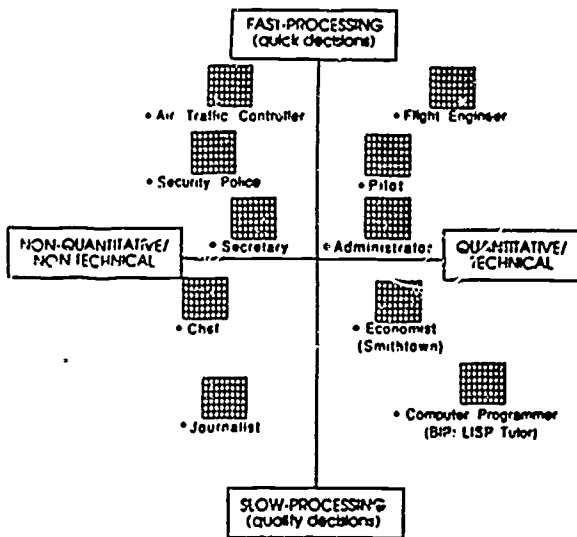 FAST-PROCESSING
(quick decisions)
• Air Traffic Controller
• Flight Engineer
• Security Police
• Pilot
NON-QUANTITATIVE/
NON TECHNICAL
• Secretary
• Administrator
QUANTITATIVE/
TECHNICAL
• Chef
• Economist
(Smithtown)
• Journalist
• Computer Programmer
(BIP: LISP Tutor)
SLOW-PROCESSING
(quality decisions)